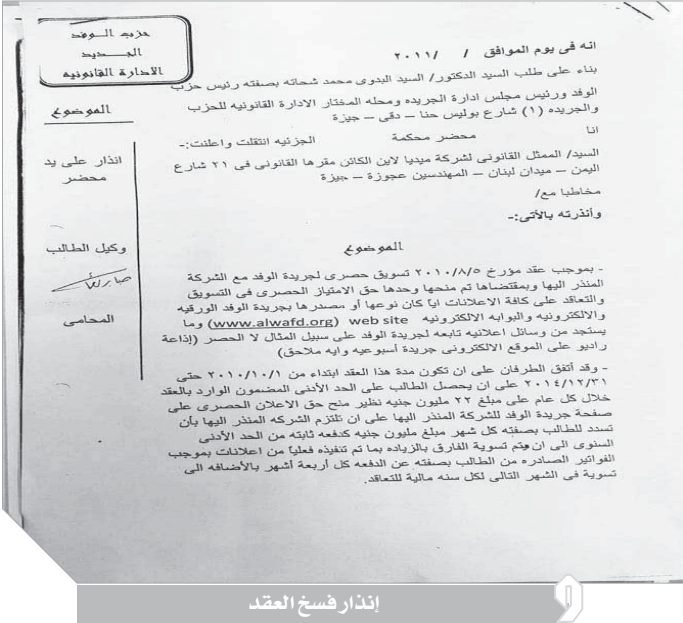 حزب الوفد
الجديد
الأدارة القانونيه
الموضوع
انذار على يد
محضر
وكيل الطالب
المحامى
انه فى يوم الموافق / / ٢٠١١
بناء على طلب السيد الدكتور/ السيد البدوى محمد شحاته بصفته رئيس حزب
الوفد ورئيس مجلس ادارة الجريده ومحله المختار الادارة القانونيه للحزب
والجريده (١) شارع بوليس حنا – دقى – جيزة
انا محضر محكمة الجزئيه انتقلت واعلنت:-
السيد/ الممثل القانونى لشركة ميديا لاين الكائن مقرها القانونى فى ٢١ شارع
اليمن – ميدان لبنان – المهندسين عجوزة – جيزة
مخاطبا مع/
وأنذرته بالأتى:-
الموضوع
- بموجب عقد مؤرخ ٢٠١٠/٨/٥ تسويق حصرى لجريدة الوفد مع الشركة
المنذر اليها وبمقتضاها تم منحها وحدها حق الامتياز الحصرى فى التسويق
والتعاقد على كافة الاعلانات اياً كان نوعها أو مصدرها بجريدة الوفد الورقيه
والالكترونيه والبوابه الالكترونيه web site (www.alwafd.org) وما
يستجد من وسائل اعلانيه تابعه لجريدة الوفد على سبيل المثال لا الحصر (إذاعة
راديو على الموقع الالكترونى جريدة أسبوعيه وايه ملاحق)
- وقد أتفق الطرفان على ان تكون مدة هذا العقد ابتداء من ٢٠١٠/١٠/١ حتى
٢٠١٤/١٢/٣١ على ان يحصل الطالب على الحد الأدنى المضمون الوارد بالعقد
خلال كل عام على مبلغ ٢٢ مليون جنيه نظير منح حق الاعلان الحصرى على
صفحة جريدة الوفد للشركة المنذر اليها على ان تلتزم الشركه المنذر اليها بأن
تسدد للطالب بصفته كل شهر مبلغ مليون جنيه كدفعه ثابته من الحد الأدنى
السنوى الى ان يتم تسوية الفارق بالزياده بما تم تنفيذه فعلياً من اعلانات بموجب
الفواتير الصادره من الطالب بصفته عن الدفعه كل أربعة أشهر بالأضافه الى
تسوية فى الشهر التالى لكل سنه مالية للتعاقد.
إنذار فسخ العقد